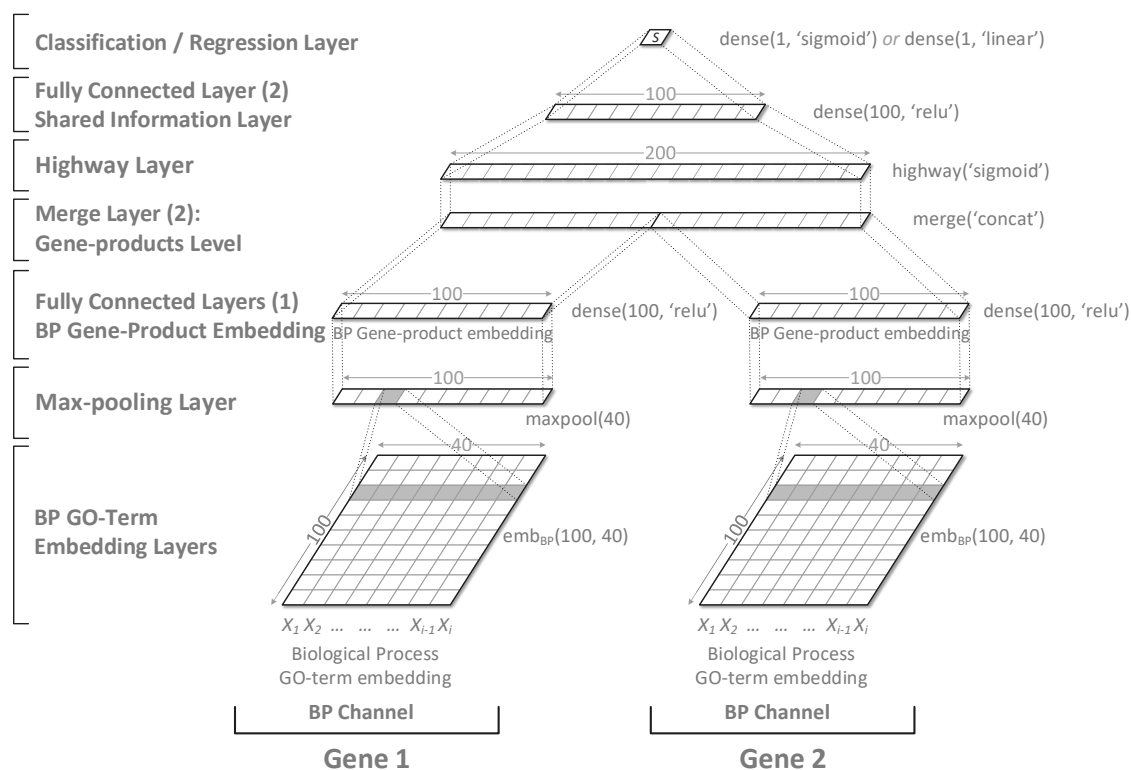 Classification / Regression Layer
S
dense(1, ‘sigmoid’) or dense(1, ‘linear’)
Fully Connected Layer (2)
Shared Information Layer
100
dense(100, ‘relu’)
Highway Layer
200
highway(‘sigmoid’)
Merge Layer (2):
Gene-products Level
merge(‘concat’)
Fully Connected Layers (1)
BP Gene-Product Embedding
100
dense(100, ‘relu’)
BP Gene-product embedding
100
dense(100, ‘relu’)
BP Gene-product embedding
Max-pooling Layer
100
maxpool(40)
100
maxpool(40)
BP GO-Term
Embedding Layers
40
100
embBP(100, 40)
40
100
embBP(100, 40)
X1 X2 ... ... ... Xi-1 Xi
Biological Process
GO-term embedding
X1 X2 ... ... ... Xi-1 Xi
Biological Process
GO-term embedding
BP Channel
BP Channel
Gene 1
Gene 2